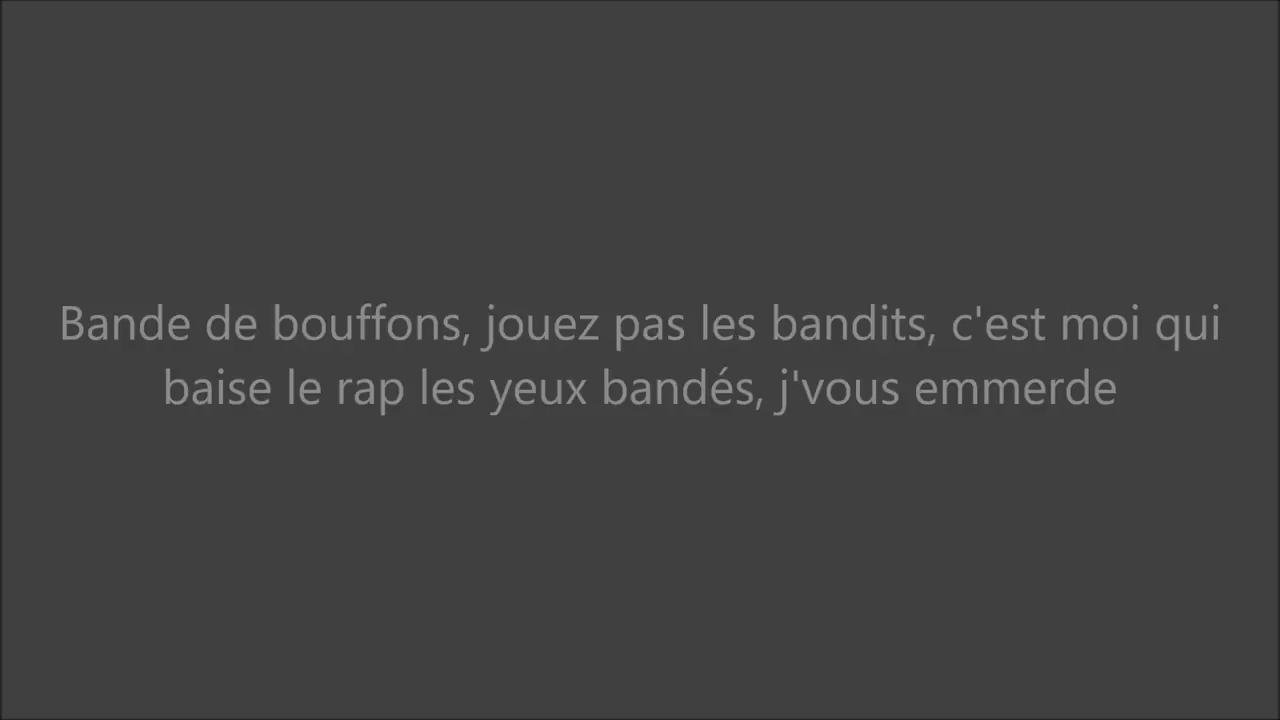 Bande de bouffons, jouez pas les bandits, c'est moi qui
baise le rap les yeux bandés, j'vous emmerde